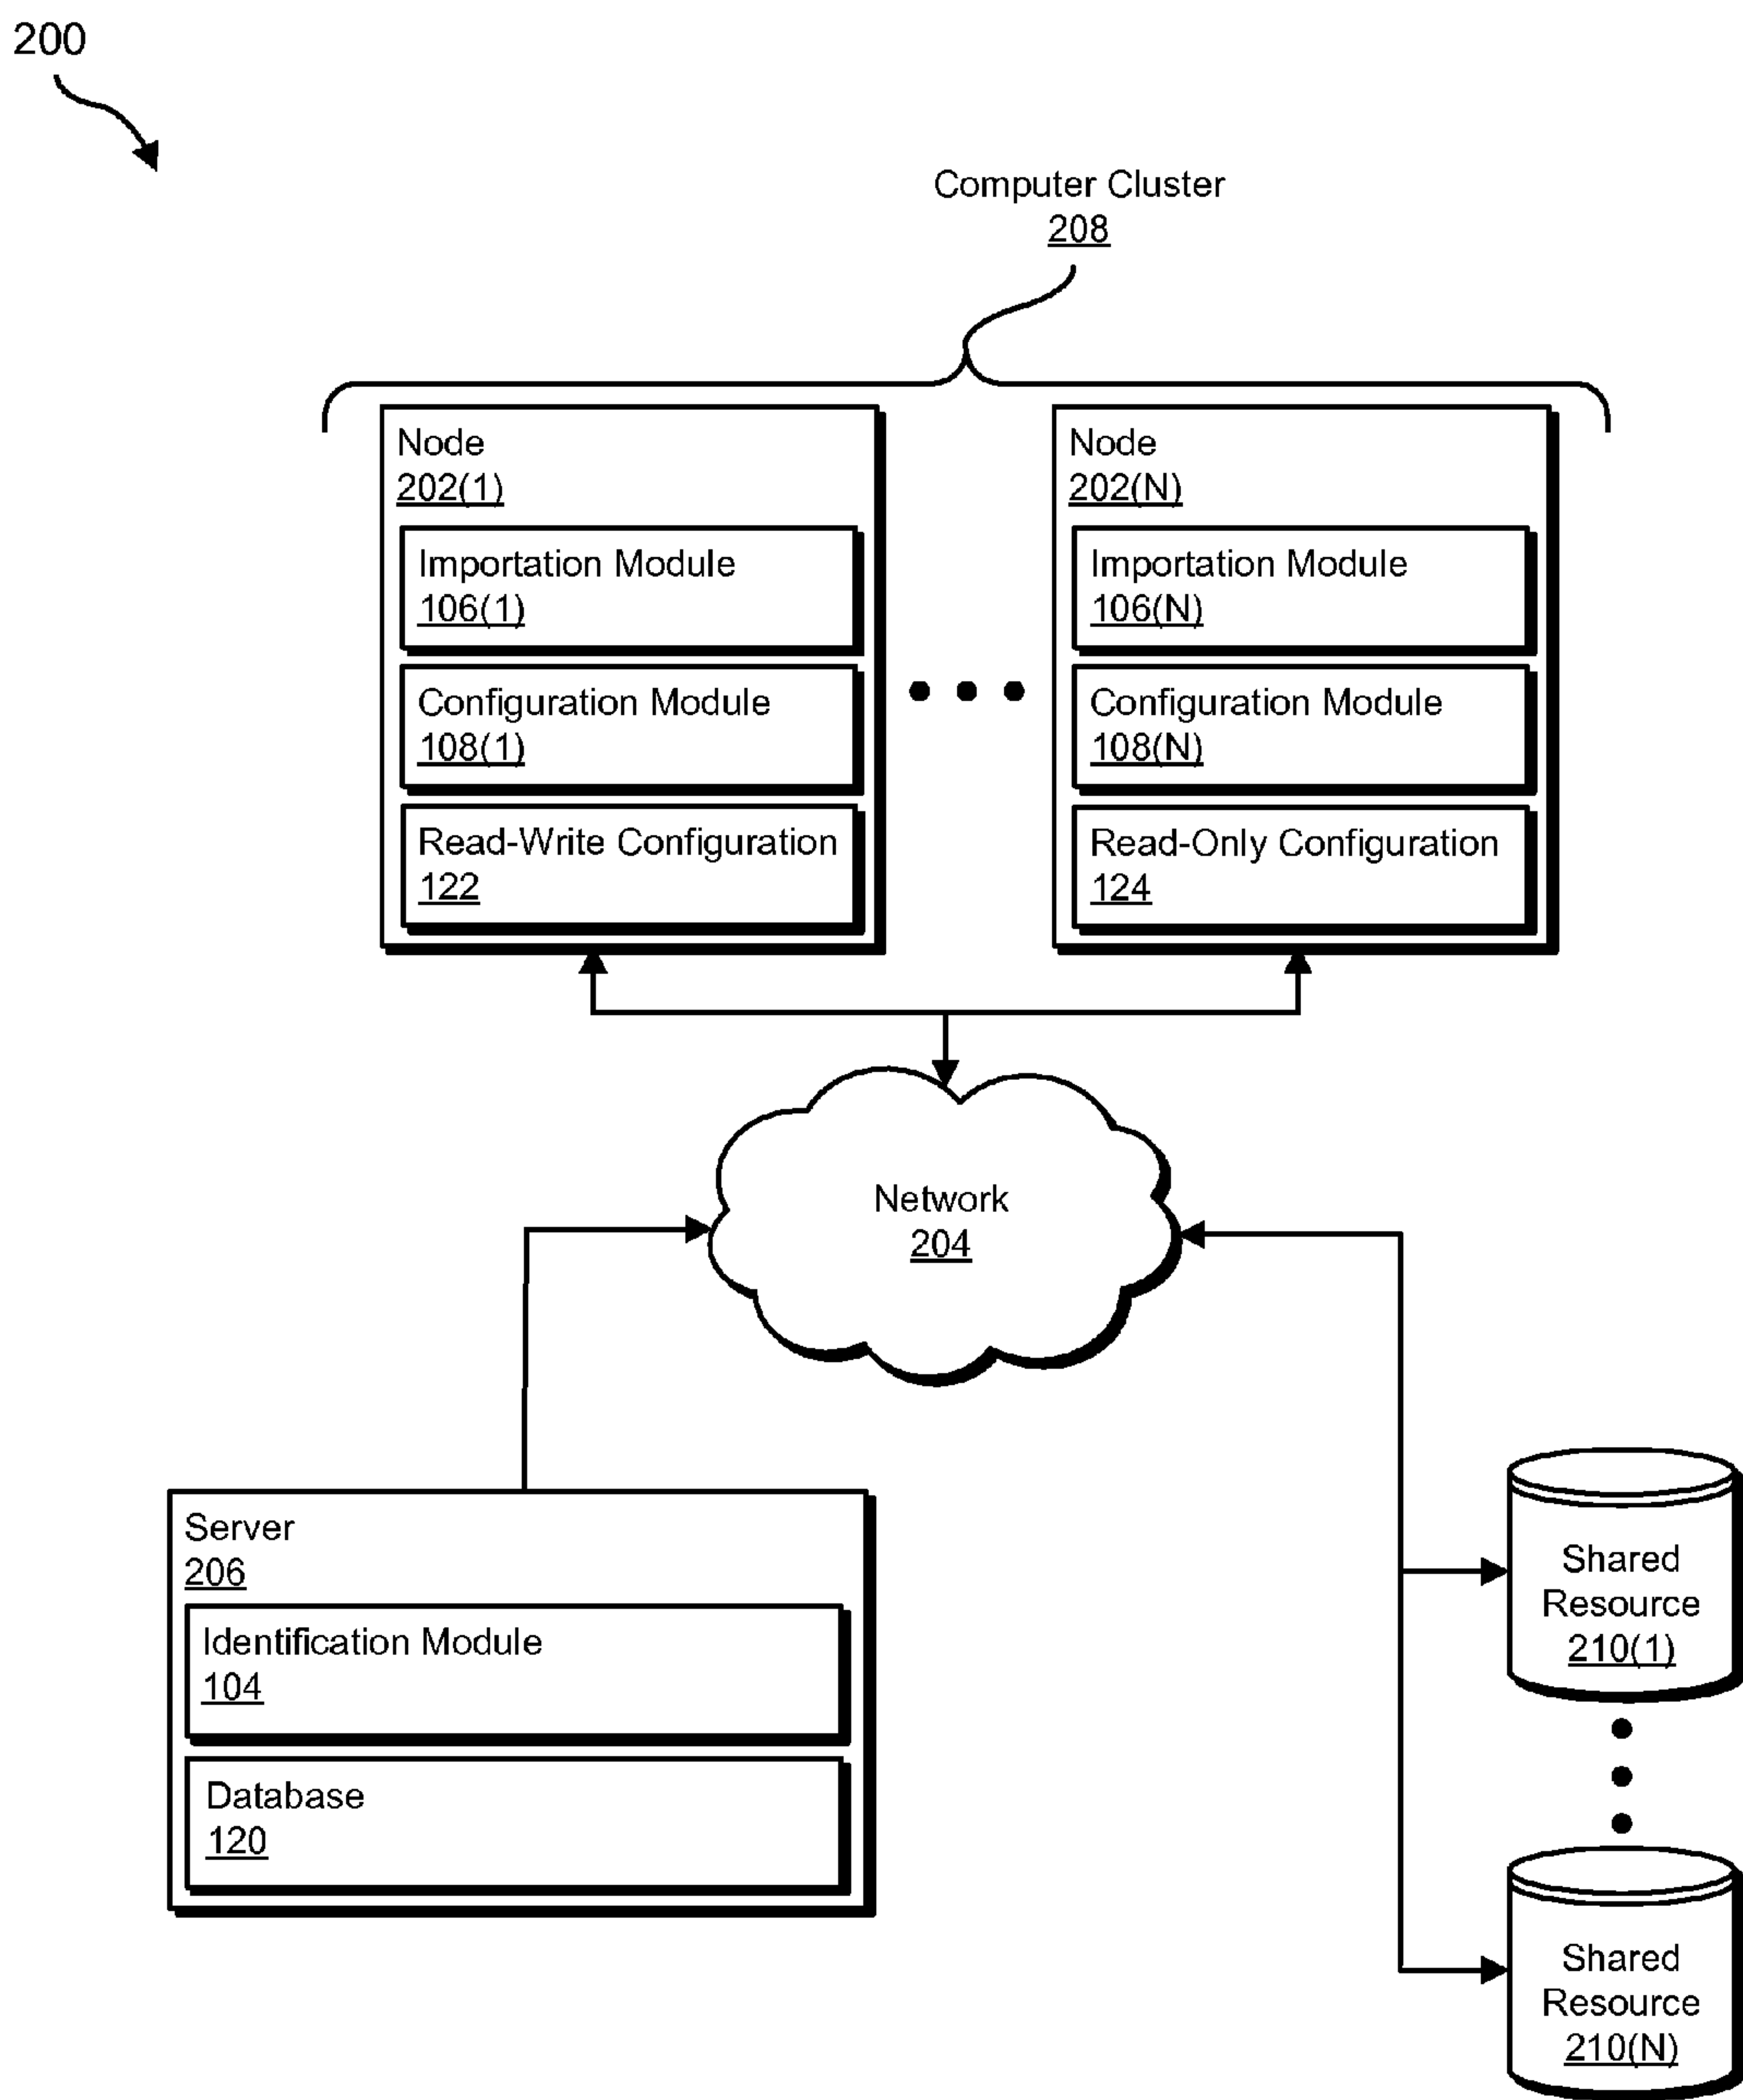 200
Computer Cluster
208
Node
202(1)
Importation Module
106(1)
Configuration Module
108(1)
Read-Write Configuration
122
Node
202(N)
Importation Module
106(N)
Configuration Module
108(N)
Read-Only Configuration
124
Network
204
Server
206
Identification Module
104
Database
120
Shared
Resource
210(1)
Shared
Resource
210(N)